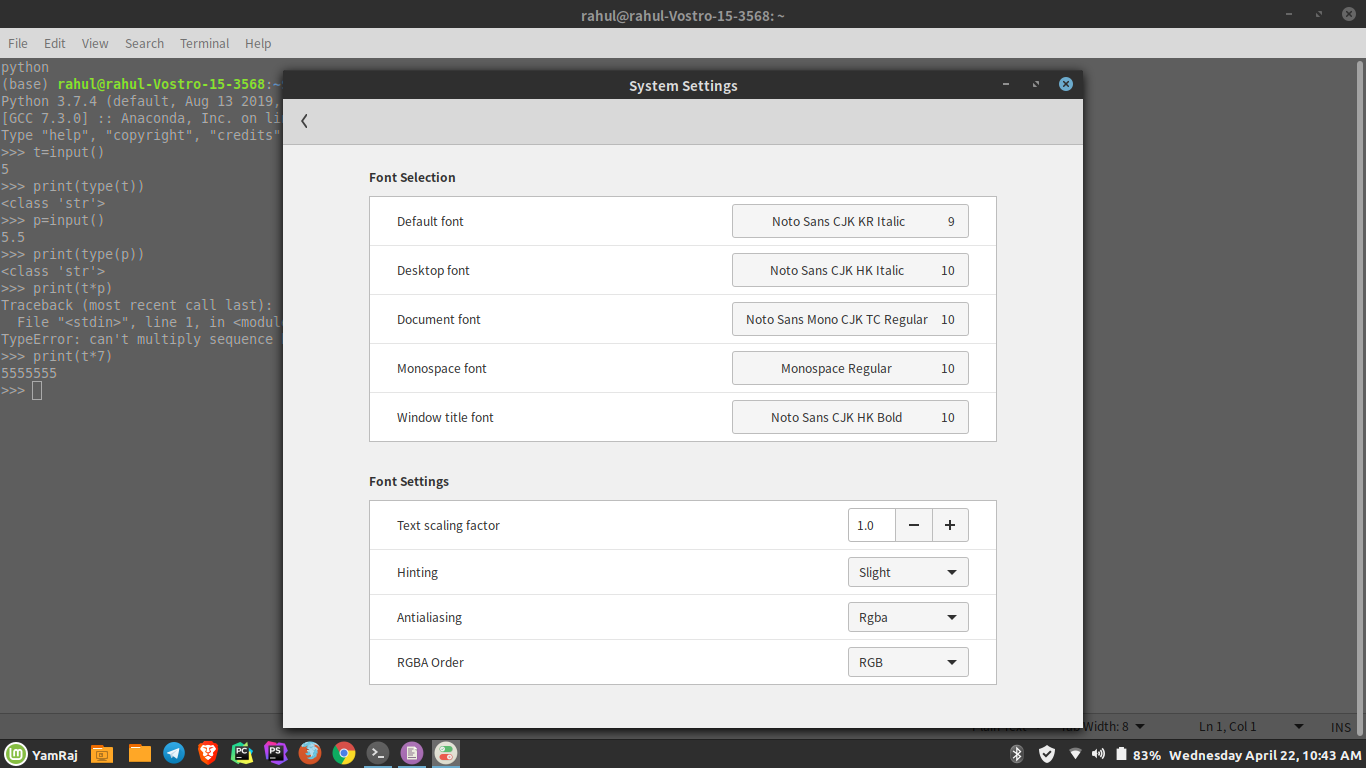 rahul@rahul-Vostro-15-3568: ~
File Edit View Search Terminal Help
python
(base) rahul@rahul-Vostro-15-3568:~
Python 3.7.4 (default, Aug 13 2019,
[GCC 7.3.0] :: Anaconda, Inc. on
Type "help", "copyright", "credits"
>>> t=input()
5
>>> print(type(t))
<class 'str'>
>>> p=input()
5.5
>>> print(type(p))
<class 'str'>
>>> print(t*p)
Traceback (most recent call last):
File "<stdin>", line 1, in
TypeError: can't multiply sequence
>>> print(t*7)
5555555
>>>
System Settings
Font Selection
Default font Noto Sans CJK KR Italic 9
Desktop font Noto Sans CJK HK Italic 10
Document font Noto Sans Mono CJK TC Regular 10
Monospace font Monospace Regular 10
Window title font Noto Sans CJK HK Bold 10
Font Settings
Text scaling factor 1.0 − +
Hinting Slight
Antialiasing Rgba
RGBA Order RGB
Width: 8 Ln 1, Col 1 INS
YamRaj PC PS 83% Wednesday April 22, 10:43 AM